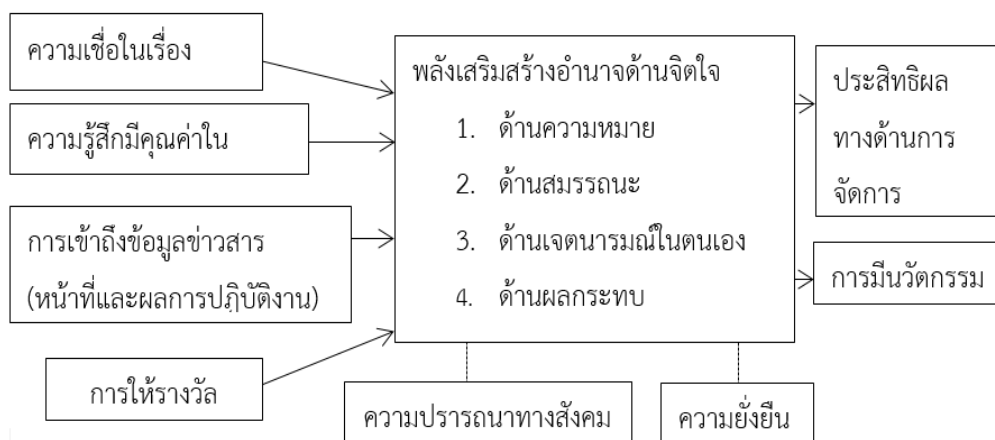 ความเชื่อในเรื่อง
ความรู้สึกมีคุณค่าใน
การเข้าถึงข้อมูลข่าวสาร
(หน้าที่และผลการปฏิบัติงาน)
การให้รางวัล
พลังเสริมสร้างอำนาจด้านจิตใจ
1. ด้านความหมาย
2. ด้านสมรรถนะ
3. ด้านเจตนารมณ์ในตนเอง
4. ด้านผลกระทบ
ประสิทธิผล
ทางด้านการ
จัดการ
การมีนวัตกรรม
ความปรารถนาทางสังคม
ความยั่งยืน